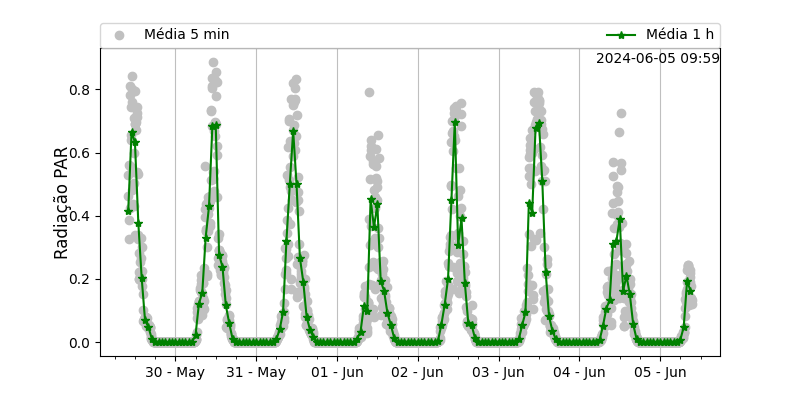 Média 5 min
Média 1 h
2024-06-05 09:59
Radiação PAR
0.8
0.6
0.4
0.2
0.0
30 - May
31 - May
01 - Jun
02 - Jun
03 - Jun
04 - Jun
05 - Jun